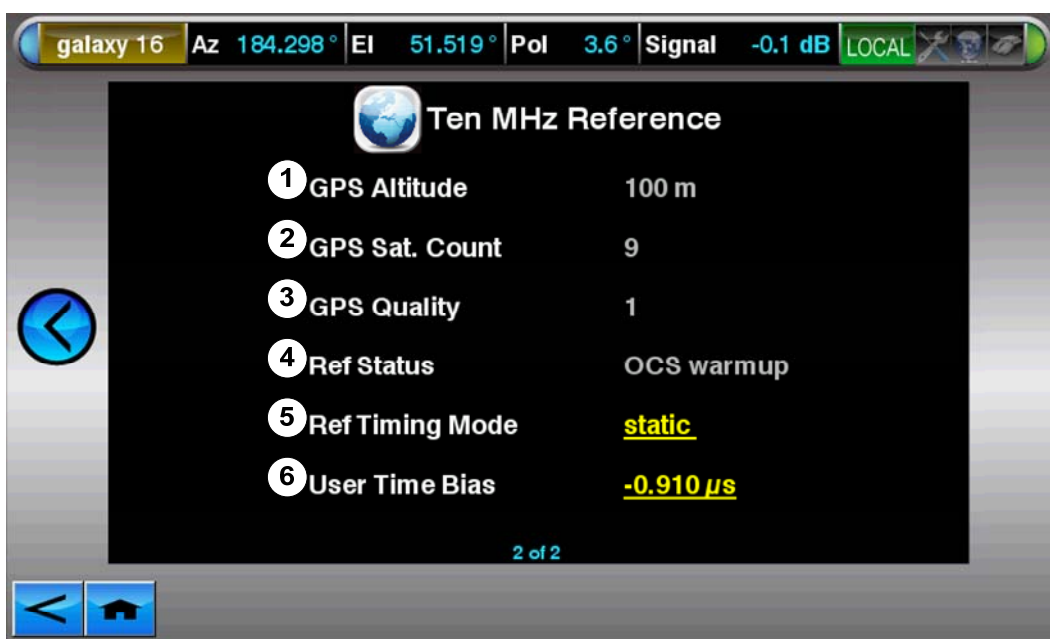 galaxy 16 Az 184.298° El 51.519° Pol 3.6° Signal -0.1 dB LOCAL
Ten MHz Reference
1 GPS Altitude 100 m
2 GPS Sat. Count 9
3 GPS Quality 1
4 Ref Status OCS warmup
5 Ref Timing Mode static
6 User Time Bias -0.910 µs
2 of 2